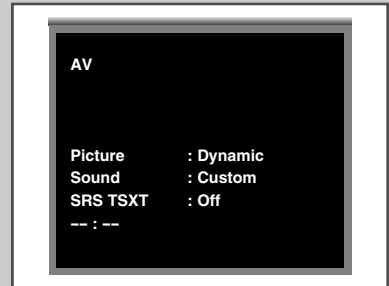 AV
Picture : Dynamic
Sound : Custom
SRS TSXT : Off
-- : --